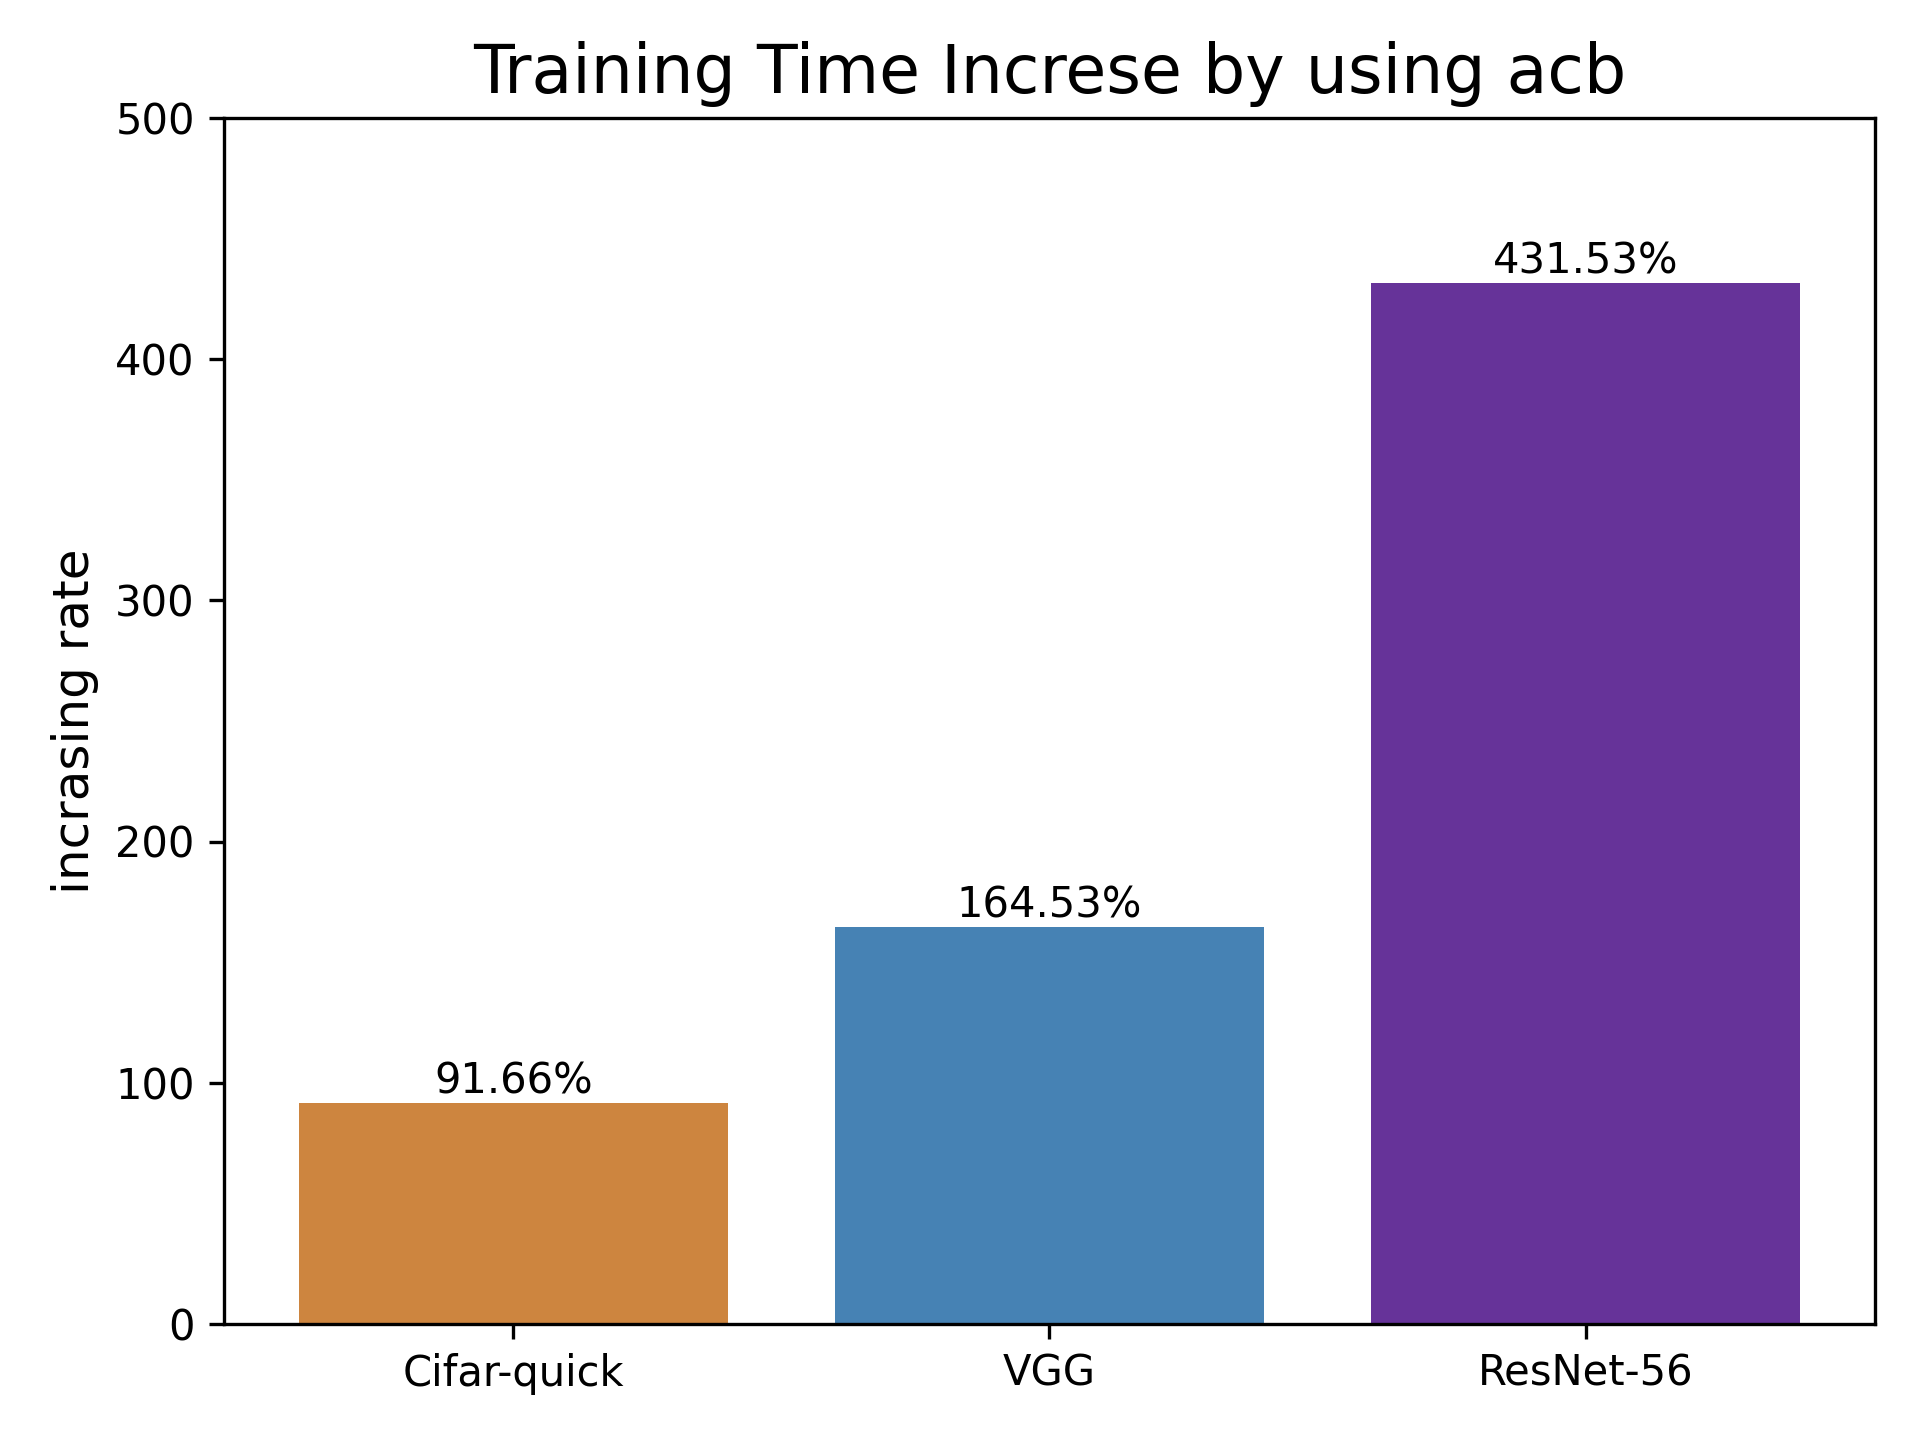 Training Time Increse by using acb
500
400
300
200
100
0
incrasing rate
431.53%
164.53%
91.66%
Cifar-quick
VGG
ResNet-56